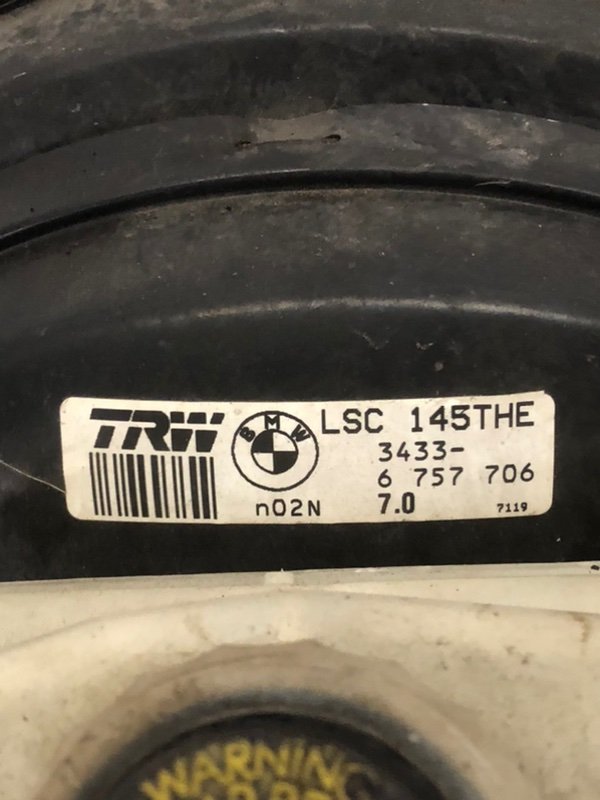 TRW
BMW
LSC 145THE
3433-
6 757 706
n02N
7.0
7119
WARNING